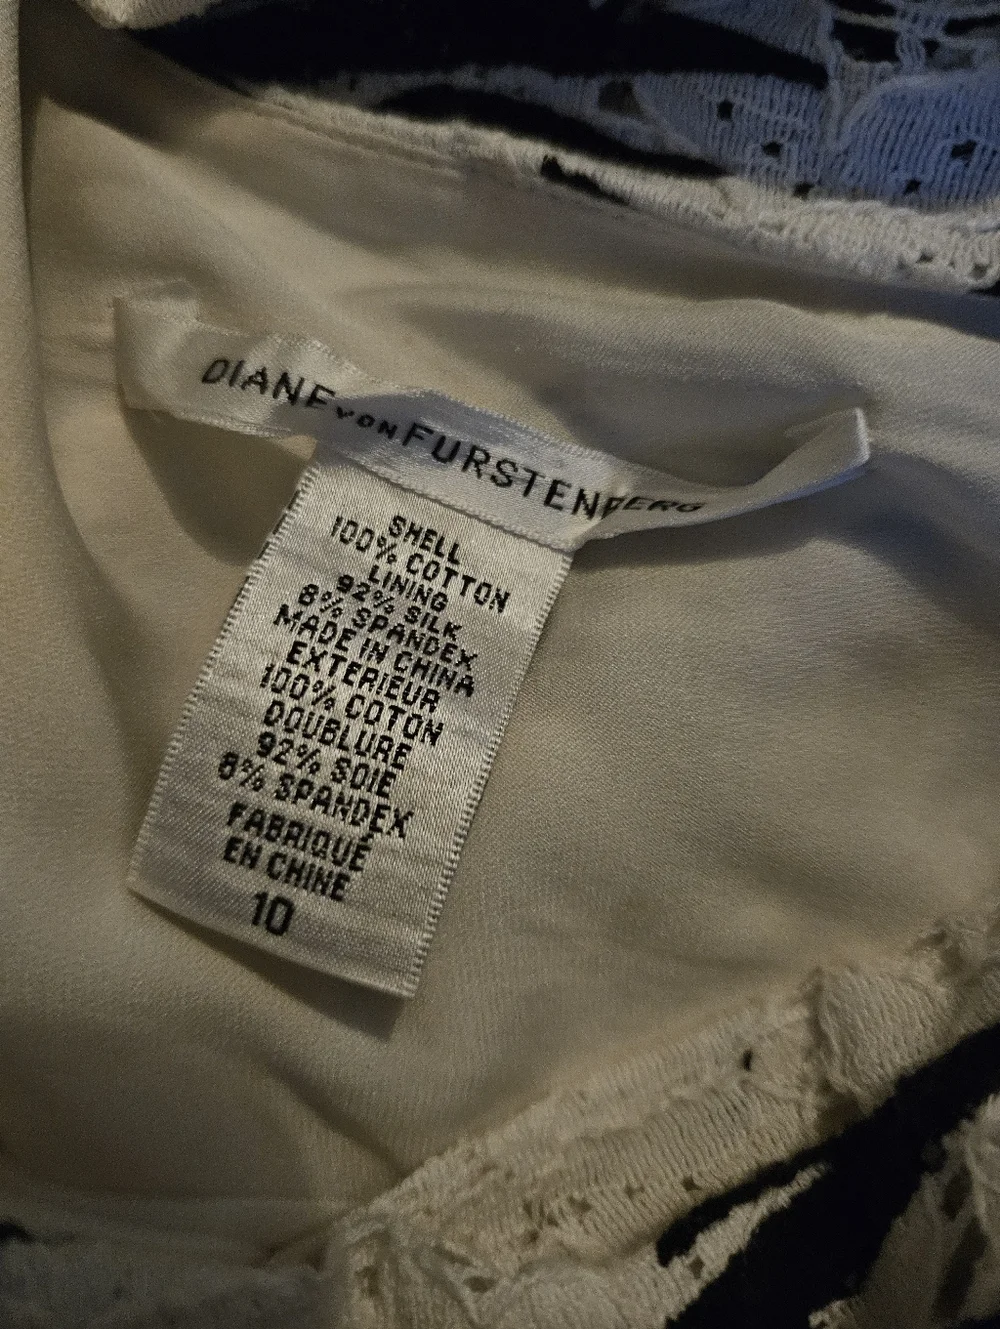 DIANE von FURSTENBERG
SHELL
100% COTTON
LINING
92% SILK
8% SPANDEX
MADE IN CHINA
EXTERIEUR
100% COTON
DOUBLURE
92% SOIE
8% SPANDEX
FABRIQUÉ
EN CHINE
10